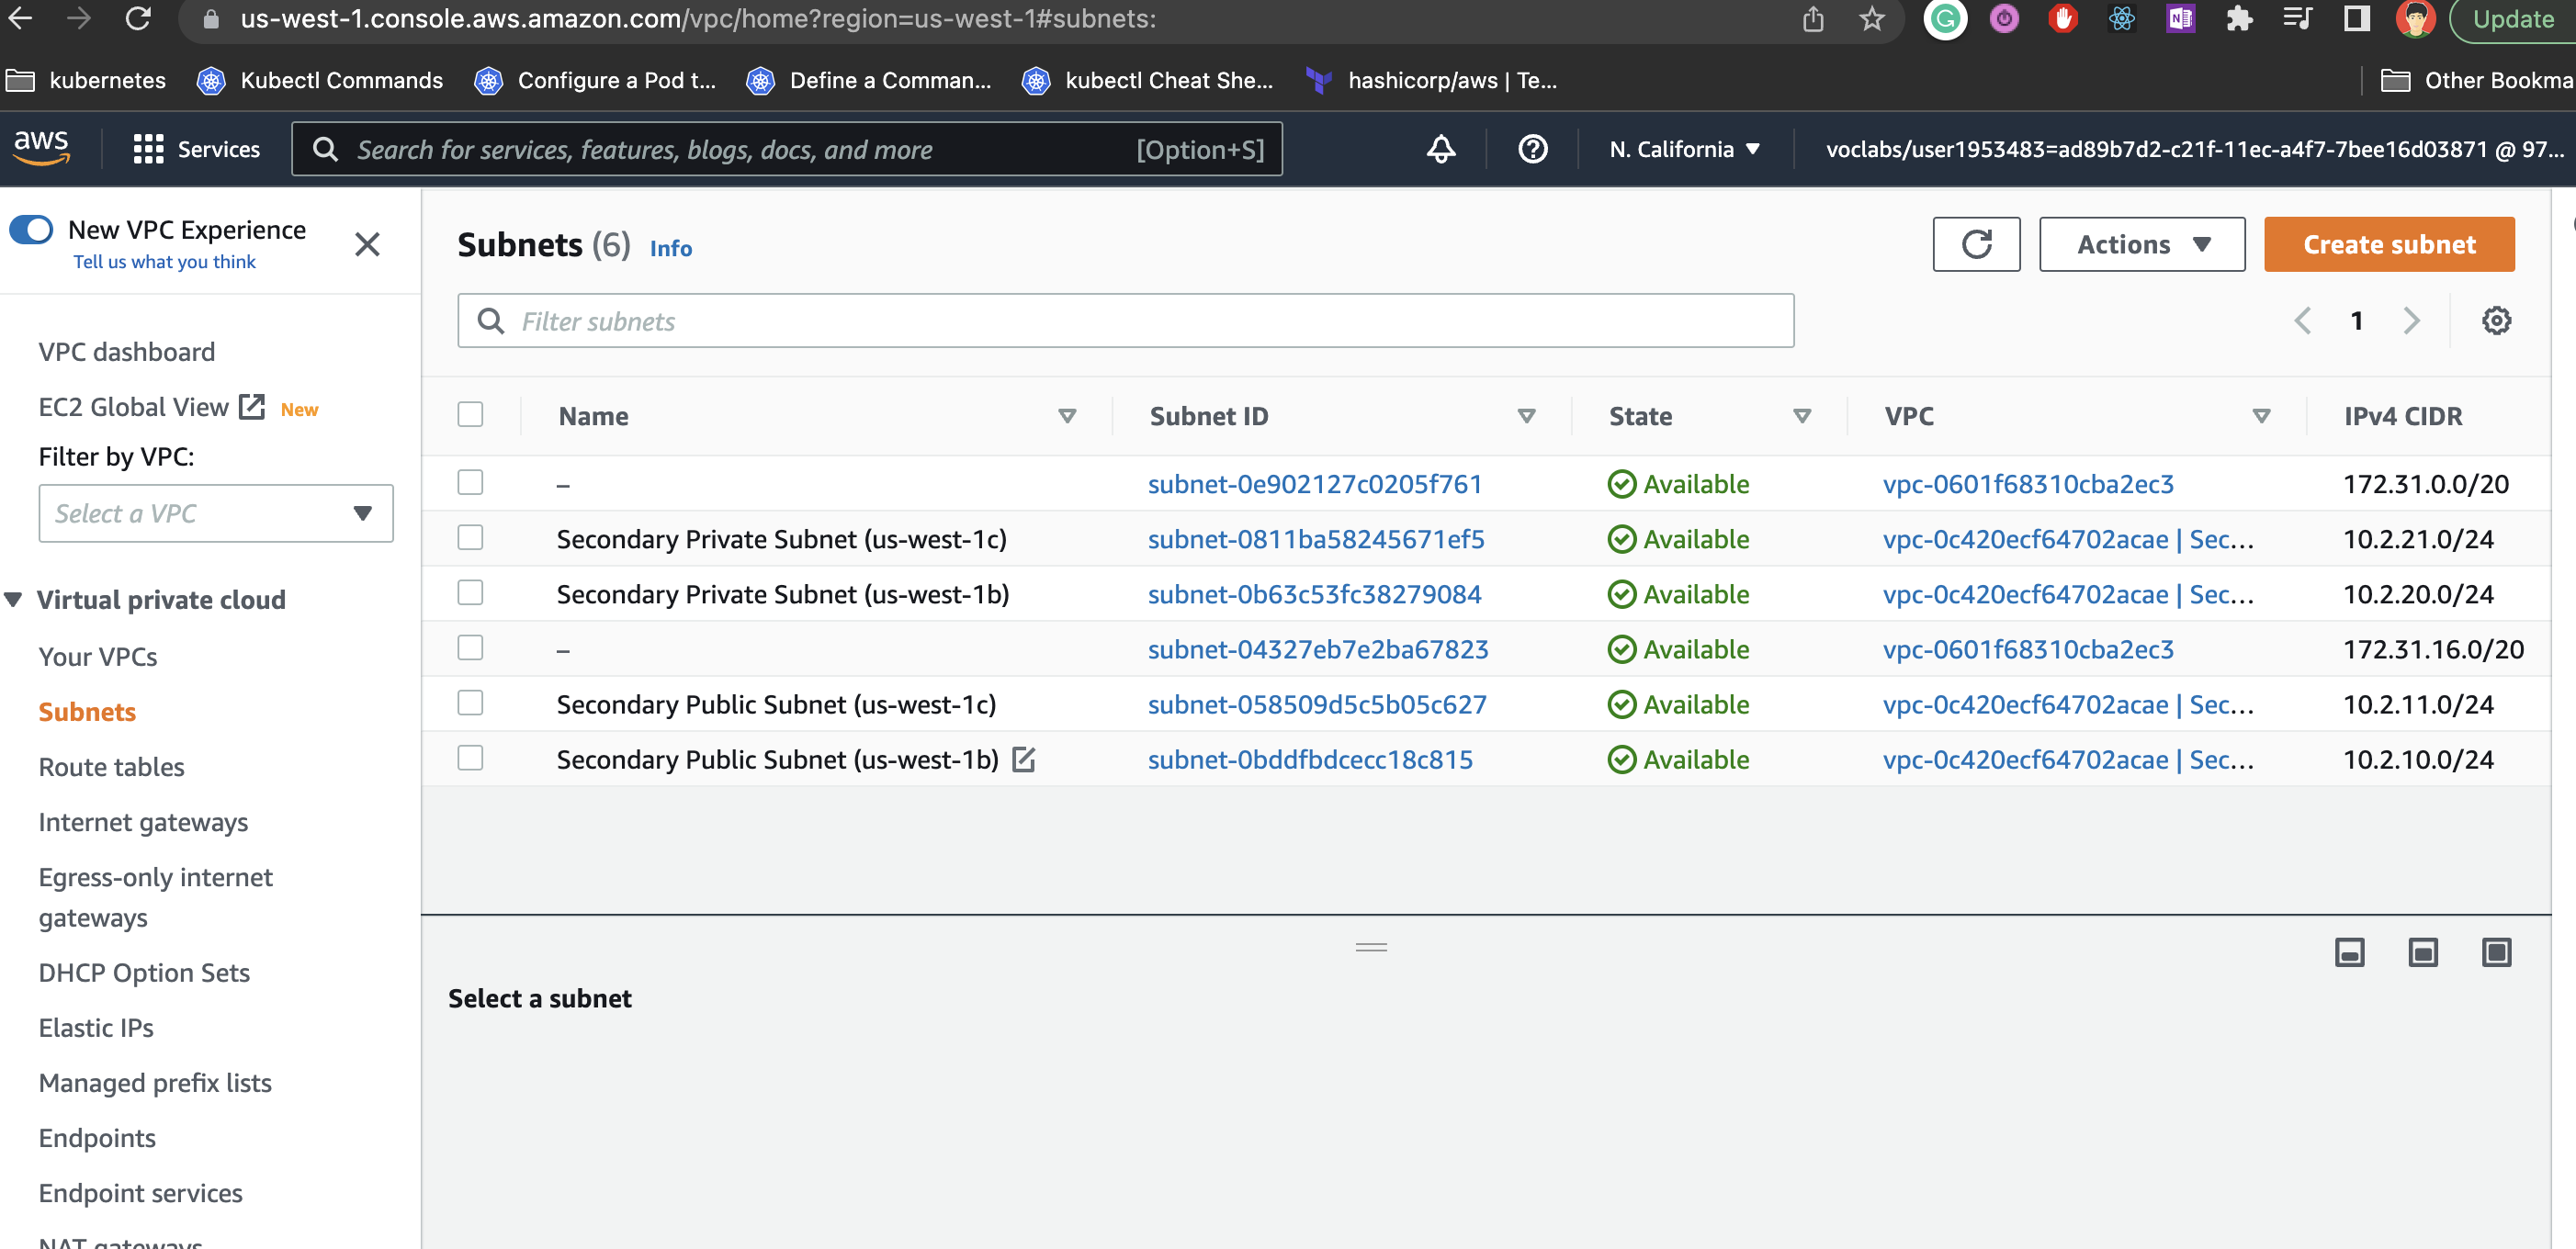 us-west-1.console.aws.amazon.com/vpc/home?region=us-west-1#subnets:
Update
kubernetes
Kubectl Commands
Configure a Pod t...
Define a Comman...
kubectl Cheat She...
hashicorp/aws | Te...
Other Bookma
aws
Services
Search for services, features, blogs, docs, and more
[Option+S]
N. California
voclabs/user1953483=ad89b7d2-c21f-11ec-a4f7-7bee16d03871 @ 97...
New VPC Experience
Tell us what you think
VPC dashboard
EC2 Global View New
Filter by VPC:
Select a VPC
Virtual private cloud
Your VPCs
Subnets
Route tables
Internet gateways
Egress-only internet
gateways
DHCP Option Sets
Elastic IPs
Managed prefix lists
Endpoints
Endpoint services
NAT gateways
Subnets (6) Info
Actions
Create subnet
Filter subnets
1
Name Subnet ID State VPC IPv4 CIDR
– subnet-0e902127c0205f761 Available vpc-0601f68310cba2ec3 172.31.0.0/20
Secondary Private Subnet (us-west-1c) subnet-0811ba58245671ef5 Available vpc-0c420ecf64702acae | Sec... 10.2.21.0/24
Secondary Private Subnet (us-west-1b) subnet-0b63c53fc38279084 Available vpc-0c420ecf64702acae | Sec... 10.2.20.0/24
– subnet-04327eb7e2ba67823 Available vpc-0601f68310cba2ec3 172.31.16.0/20
Secondary Public Subnet (us-west-1c) subnet-058509d5c5b05c627 Available vpc-0c420ecf64702acae | Sec... 10.2.11.0/24
Secondary Public Subnet (us-west-1b) subnet-0bddfbdcecc18c815 Available vpc-0c420ecf64702acae | Sec... 10.2.10.0/24
Select a subnet